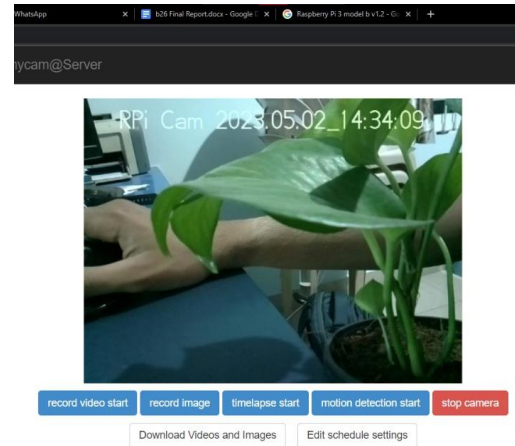 WhatsApp
b26 Final Report.docx - Google D
Raspberry Pi 3 model b v1.2 - Go
ycam@Server
RPi Cam 2023.05.02_14:34:09
record video start
record image
timelapse start
motion detection start
stop camera
Download Videos and Images
Edit schedule settings